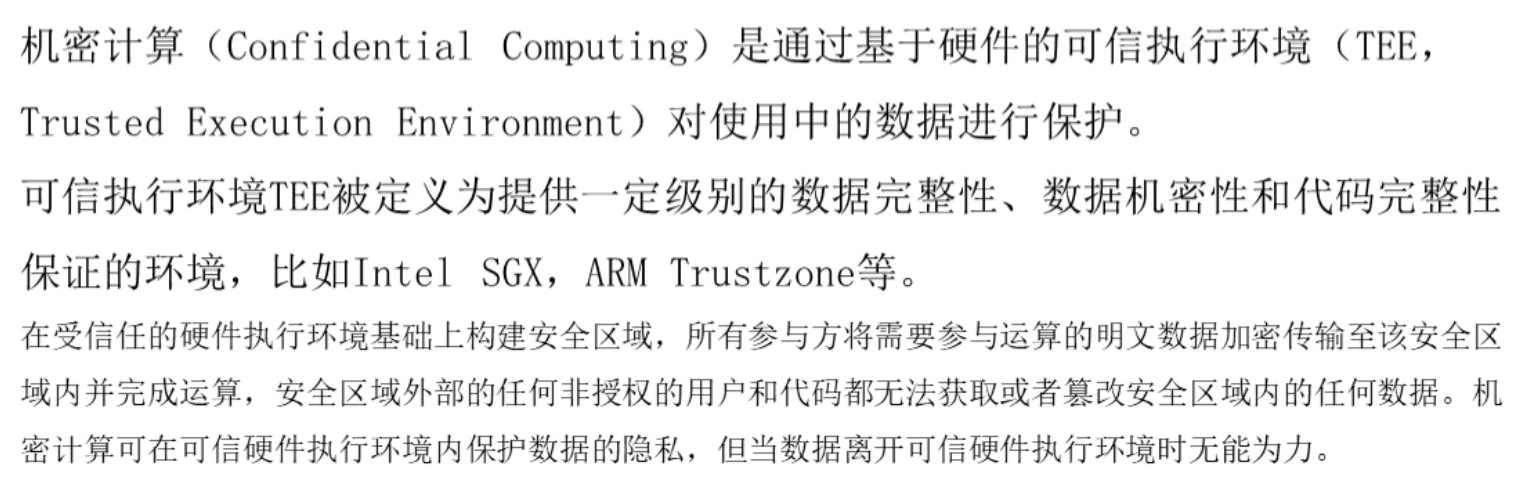 机密计算（Confidential Computing）是通过基于硬件的可信执行环境（TEE，
Trusted Execution Environment）对使用中的数据进行保护。
可信执行环境TEE被定义为提供一定级别的数据完整性、数据机密性和代码完整性
保证的环境，比如Intel SGX，ARM Trustzone等。
在受信任的硬件执行环境基础上构建安全区域，所有参与方将需要参与运算的明文数据加密传输至该安全区
域内并完成运算，安全区域外部的任何非授权的用户和代码都无法获取或者篡改安全区域内的任何数据。机
密计算可在可信硬件执行环境内保护数据的隐私，但当数据离开可信硬件执行环境时无能为力。